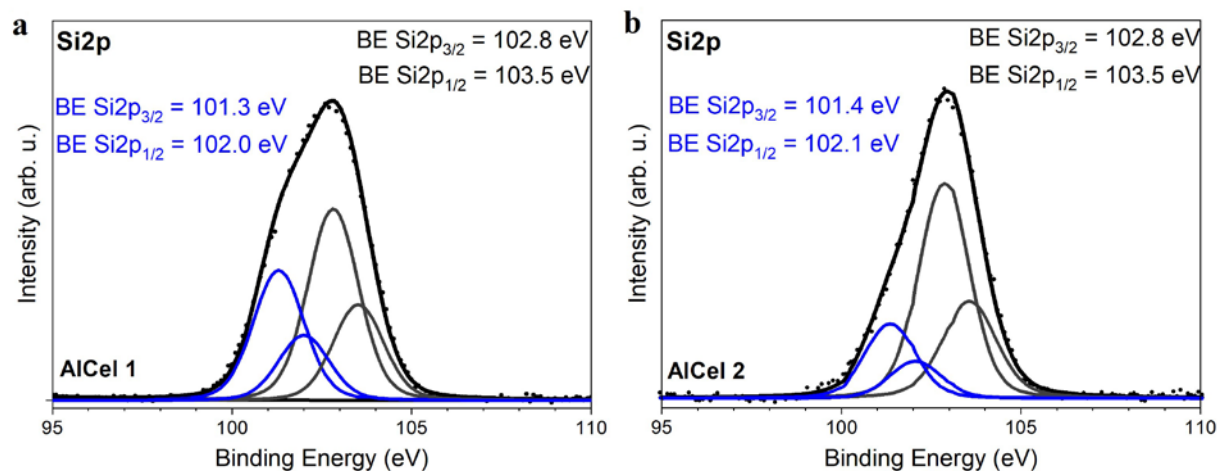 a
Si2p
BE Si2p3/2 = 102.8 eV
BE Si2p1/2 = 103.5 eV
BE Si2p3/2 = 101.3 eV
BE Si2p1/2 = 102.0 eV
Intensity (arb. u.)
AlCel 1
95 100 105 110
Binding Energy (eV)
b
Si2p
BE Si2p3/2 = 102.8 eV
BE Si2p1/2 = 103.5 eV
BE Si2p3/2 = 101.4 eV
BE Si2p1/2 = 102.1 eV
Intensity (arb. u.)
AlCel 2
95 100 105 110
Binding Energy (eV)